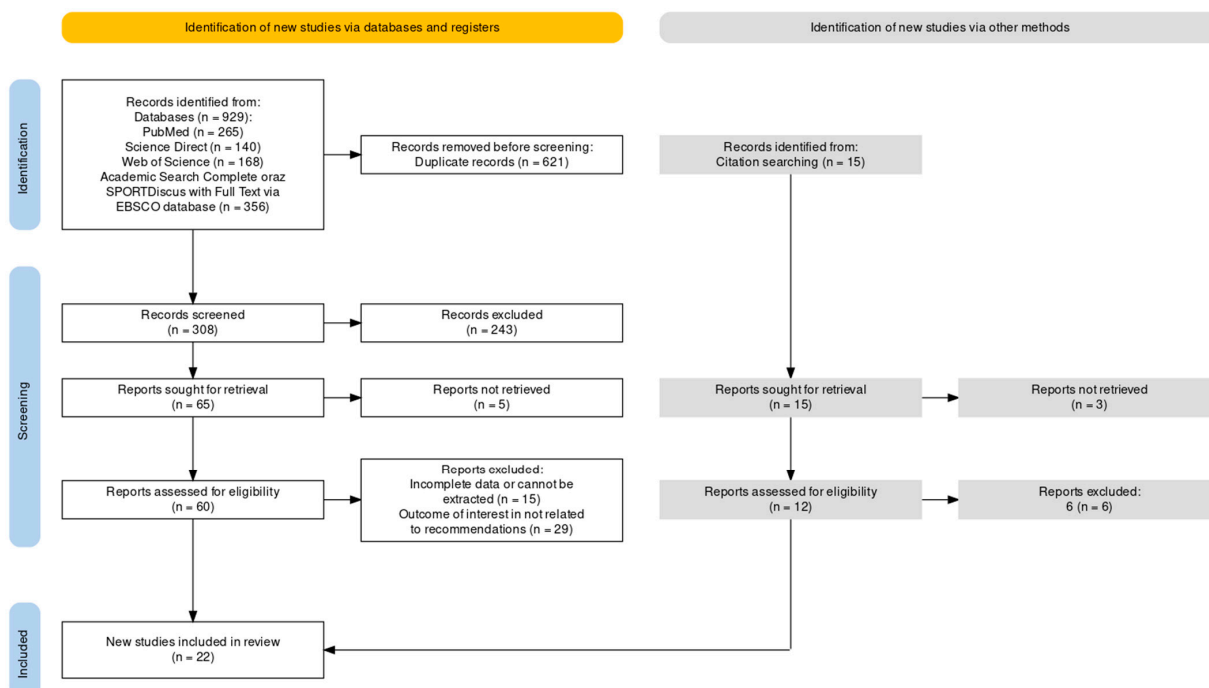 Identification of new studies via databases and registers
Identification of new studies via other methods
Identification
Records identified from:
Databases (n = 929):
PubMed (n = 265)
Science Direct (n = 140)
Web of Science (n = 168)
Academic Search Complete oraz
SPORTDiscus with Full Text via
EBSCO database (n = 356)
Records removed before screening:
Duplicate records (n = 621)
Records identified from:
Citation searching (n = 15)
Screening
Records screened
(n = 308)
Records excluded
(n = 243)
Reports sought for retrieval
(n = 65)
Reports not retrieved
(n = 5)
Reports sought for retrieval
(n = 15)
Reports not retrieved
(n = 3)
Reports assessed for eligibility
(n = 60)
Reports excluded:
Incomplete data or cannot be
extracted (n = 15)
Outcome of interest in not related
to recommendations (n = 29)
Reports assessed for eligibility
(n = 12)
Reports excluded:
6 (n = 6)
Included
New studies included in review
(n = 22)